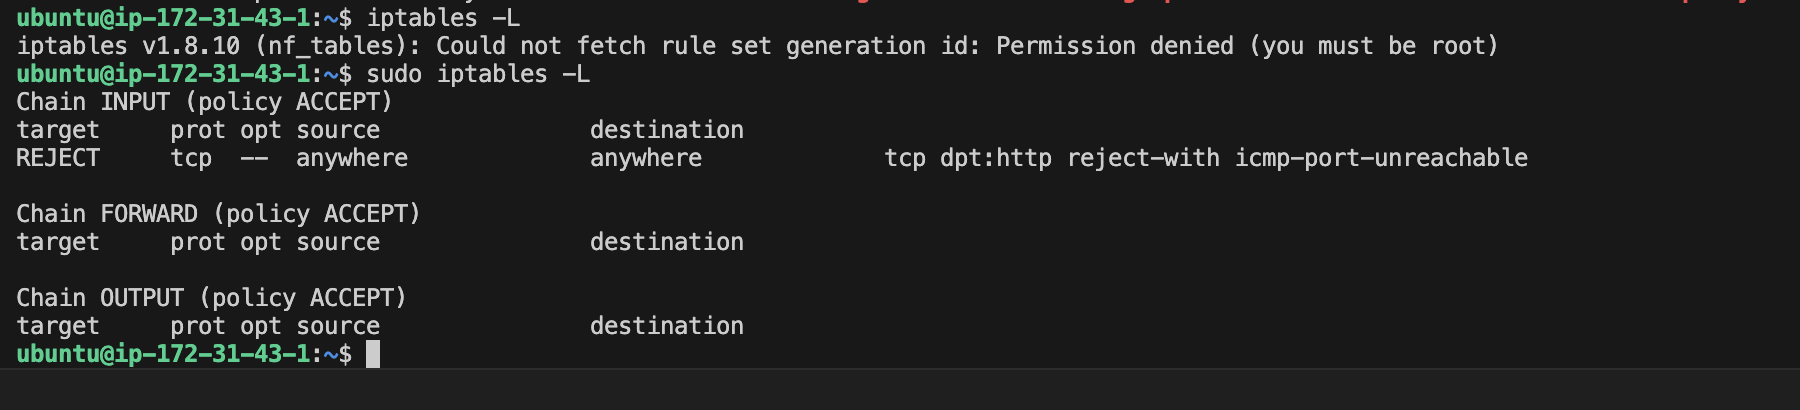 ubuntu@ip-172-31-43-1:~$ iptables -L
iptables v1.8.10 (nf_tables): Could not fetch rule set generation id: Permission denied (you must be root)
ubuntu@ip-172-31-43-1:~$ sudo iptables -L
Chain INPUT (policy ACCEPT)
target     prot opt source               destination
REJECT     tcp  --  anywhere             anywhere             tcp dpt:http reject-with icmp-port-unreachable

Chain FORWARD (policy ACCEPT)
target     prot opt source               destination

Chain OUTPUT (policy ACCEPT)
target     prot opt source               destination
ubuntu@ip-172-31-43-1:~$